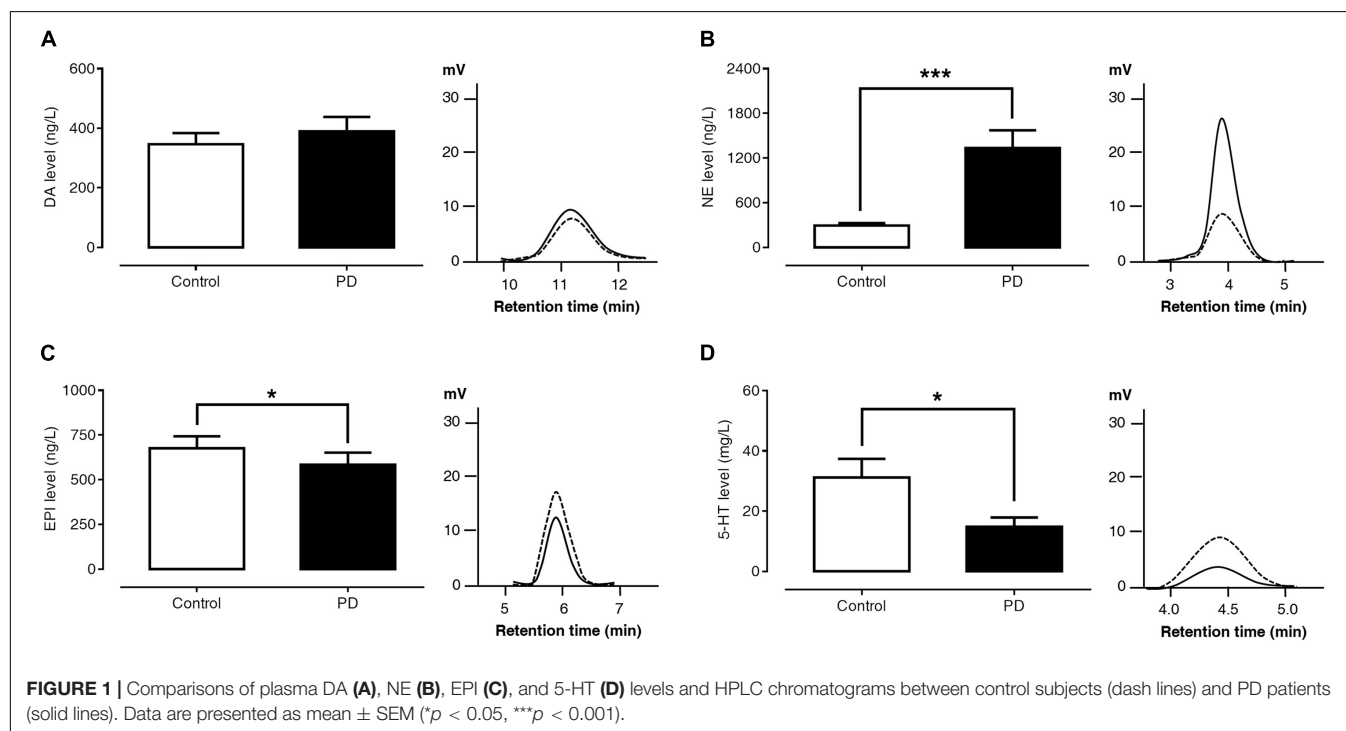 A
600
400
200
0
DA level (ng/L)
Control
PD
mV
30
20
10
0
10
11
12
Retention time (min)
B
2400
1800
1200
600
0
NE level (ng/L)
***
Control
PD
mV
30
20
10
0
3
4
5
Retention time (min)
C
1000
750
500
250
0
EPI level (ng/L)
*
Control
PD
mV
30
20
10
0
5
6
7
Retention time (min)
D
60
40
20
0
5-HT level (mg/L)
*
Control
PD
mV
30
20
10
0
4.0
4.5
5.0
Retention time (min)
FIGURE 1 | Comparisons of plasma DA (A), NE (B), EPI (C), and 5-HT (D) levels and HPLC chromatograms between control subjects (dash lines) and PD patients
(solid lines). Data are presented as mean ± SEM (*p < 0.05, ***p < 0.001).